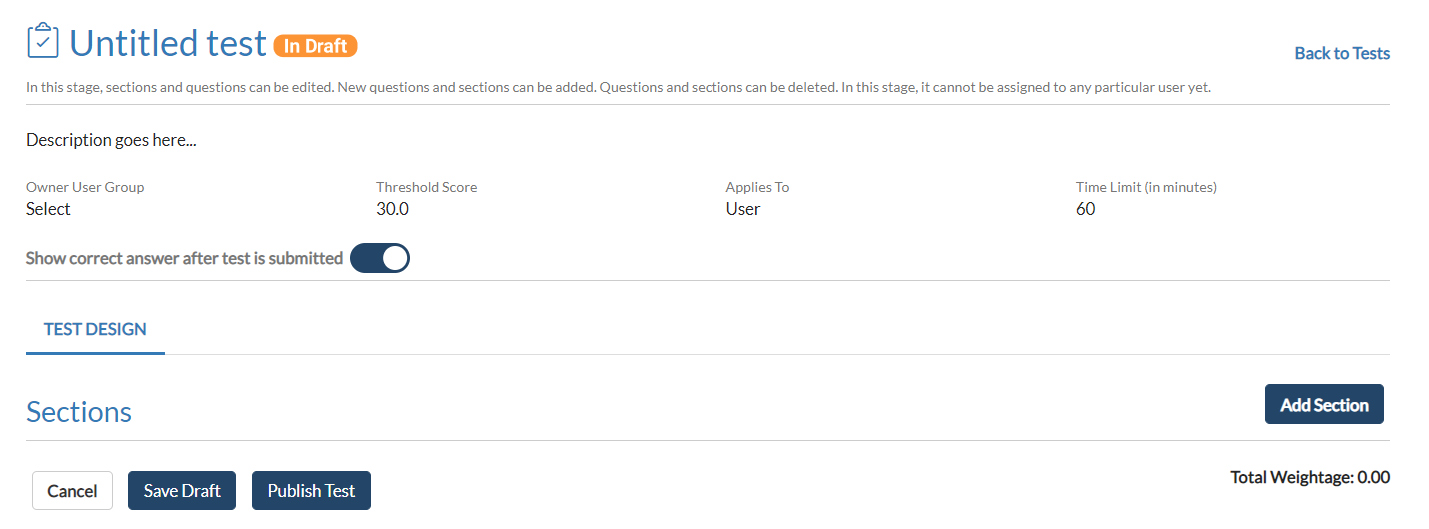 Untitled test In Draft
Back to Tests
In this stage, sections and questions can be edited. New questions and sections can be added. Questions and sections can be deleted. In this stage, it cannot be assigned to any particular user yet.
Description goes here...
Owner User Group Threshold Score Applies To Time Limit (in minutes)
Select 30.0 User 60
Show correct answer after test is submitted
TEST DESIGN
Sections Add Section
Cancel Save Draft Publish Test Total Weightage: 0.00